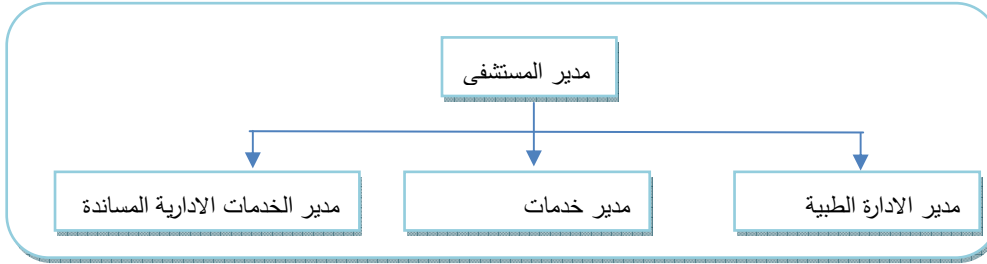 مدير المستشفى
مدير الادارة الطبية
مدير خدمات
مدير الخدمات الادارية المساندة